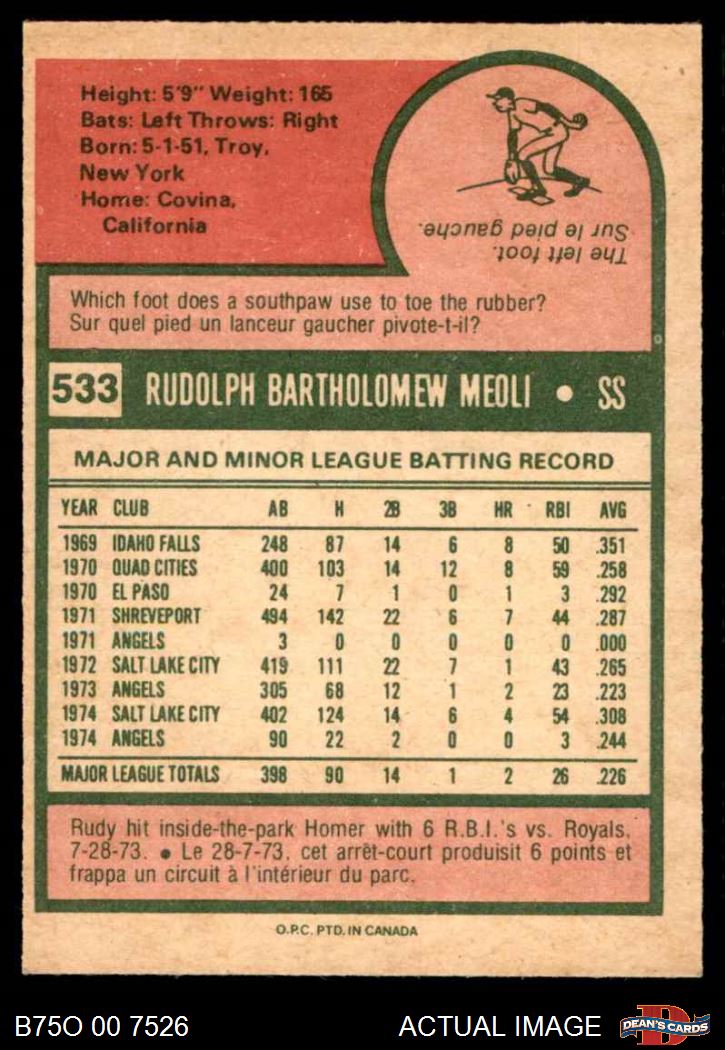 Height: 5'9" Weight: 165
Bats: Left Throws: Right
Born: 5-1-51, Troy,
New York
Home: Covina,
California
The left foot.
Sur le pied gauche.
Which foot does a southpaw use to toe the rubber?
Sur quel pied un lanceur gaucher pivote-t-il?
533 RUDOLPH BARTHOLOMEW MEOLI • SS
MAJOR AND MINOR LEAGUE BATTING RECORD
YEAR CLUB AB H 2B 3B HR RBI AVG
1969 IDAHO FALLS 248 87 14 6 8 50 .351
1970 QUAD CITIES 400 103 14 12 8 59 .258
1970 EL PASO 24 7 1 0 1 3 .292
1971 SHREVEPORT 494 142 22 6 7 44 .287
1971 ANGELS 3 0 0 0 0 0 .000
1972 SALT LAKE CITY 419 111 22 7 1 43 .265
1973 ANGELS 305 68 12 1 2 23 .223
1974 SALT LAKE CITY 402 124 14 6 4 54 .308
1974 ANGELS 90 22 2 0 0 3 .244
MAJOR LEAGUE TOTALS 398 90 14 1 2 26 .226
Rudy hit inside-the-park Homer with 6 R.B.I.'s vs. Royals,
7-28-73. • Le 28-7-73, cet arrêt-court produisit 6 points et
frappa un circuit à l'intérieur du parc.
O.P.C. PTD. IN CANADA
B75O 00 7526 ACTUAL IMAGE DEAN'S CARDS